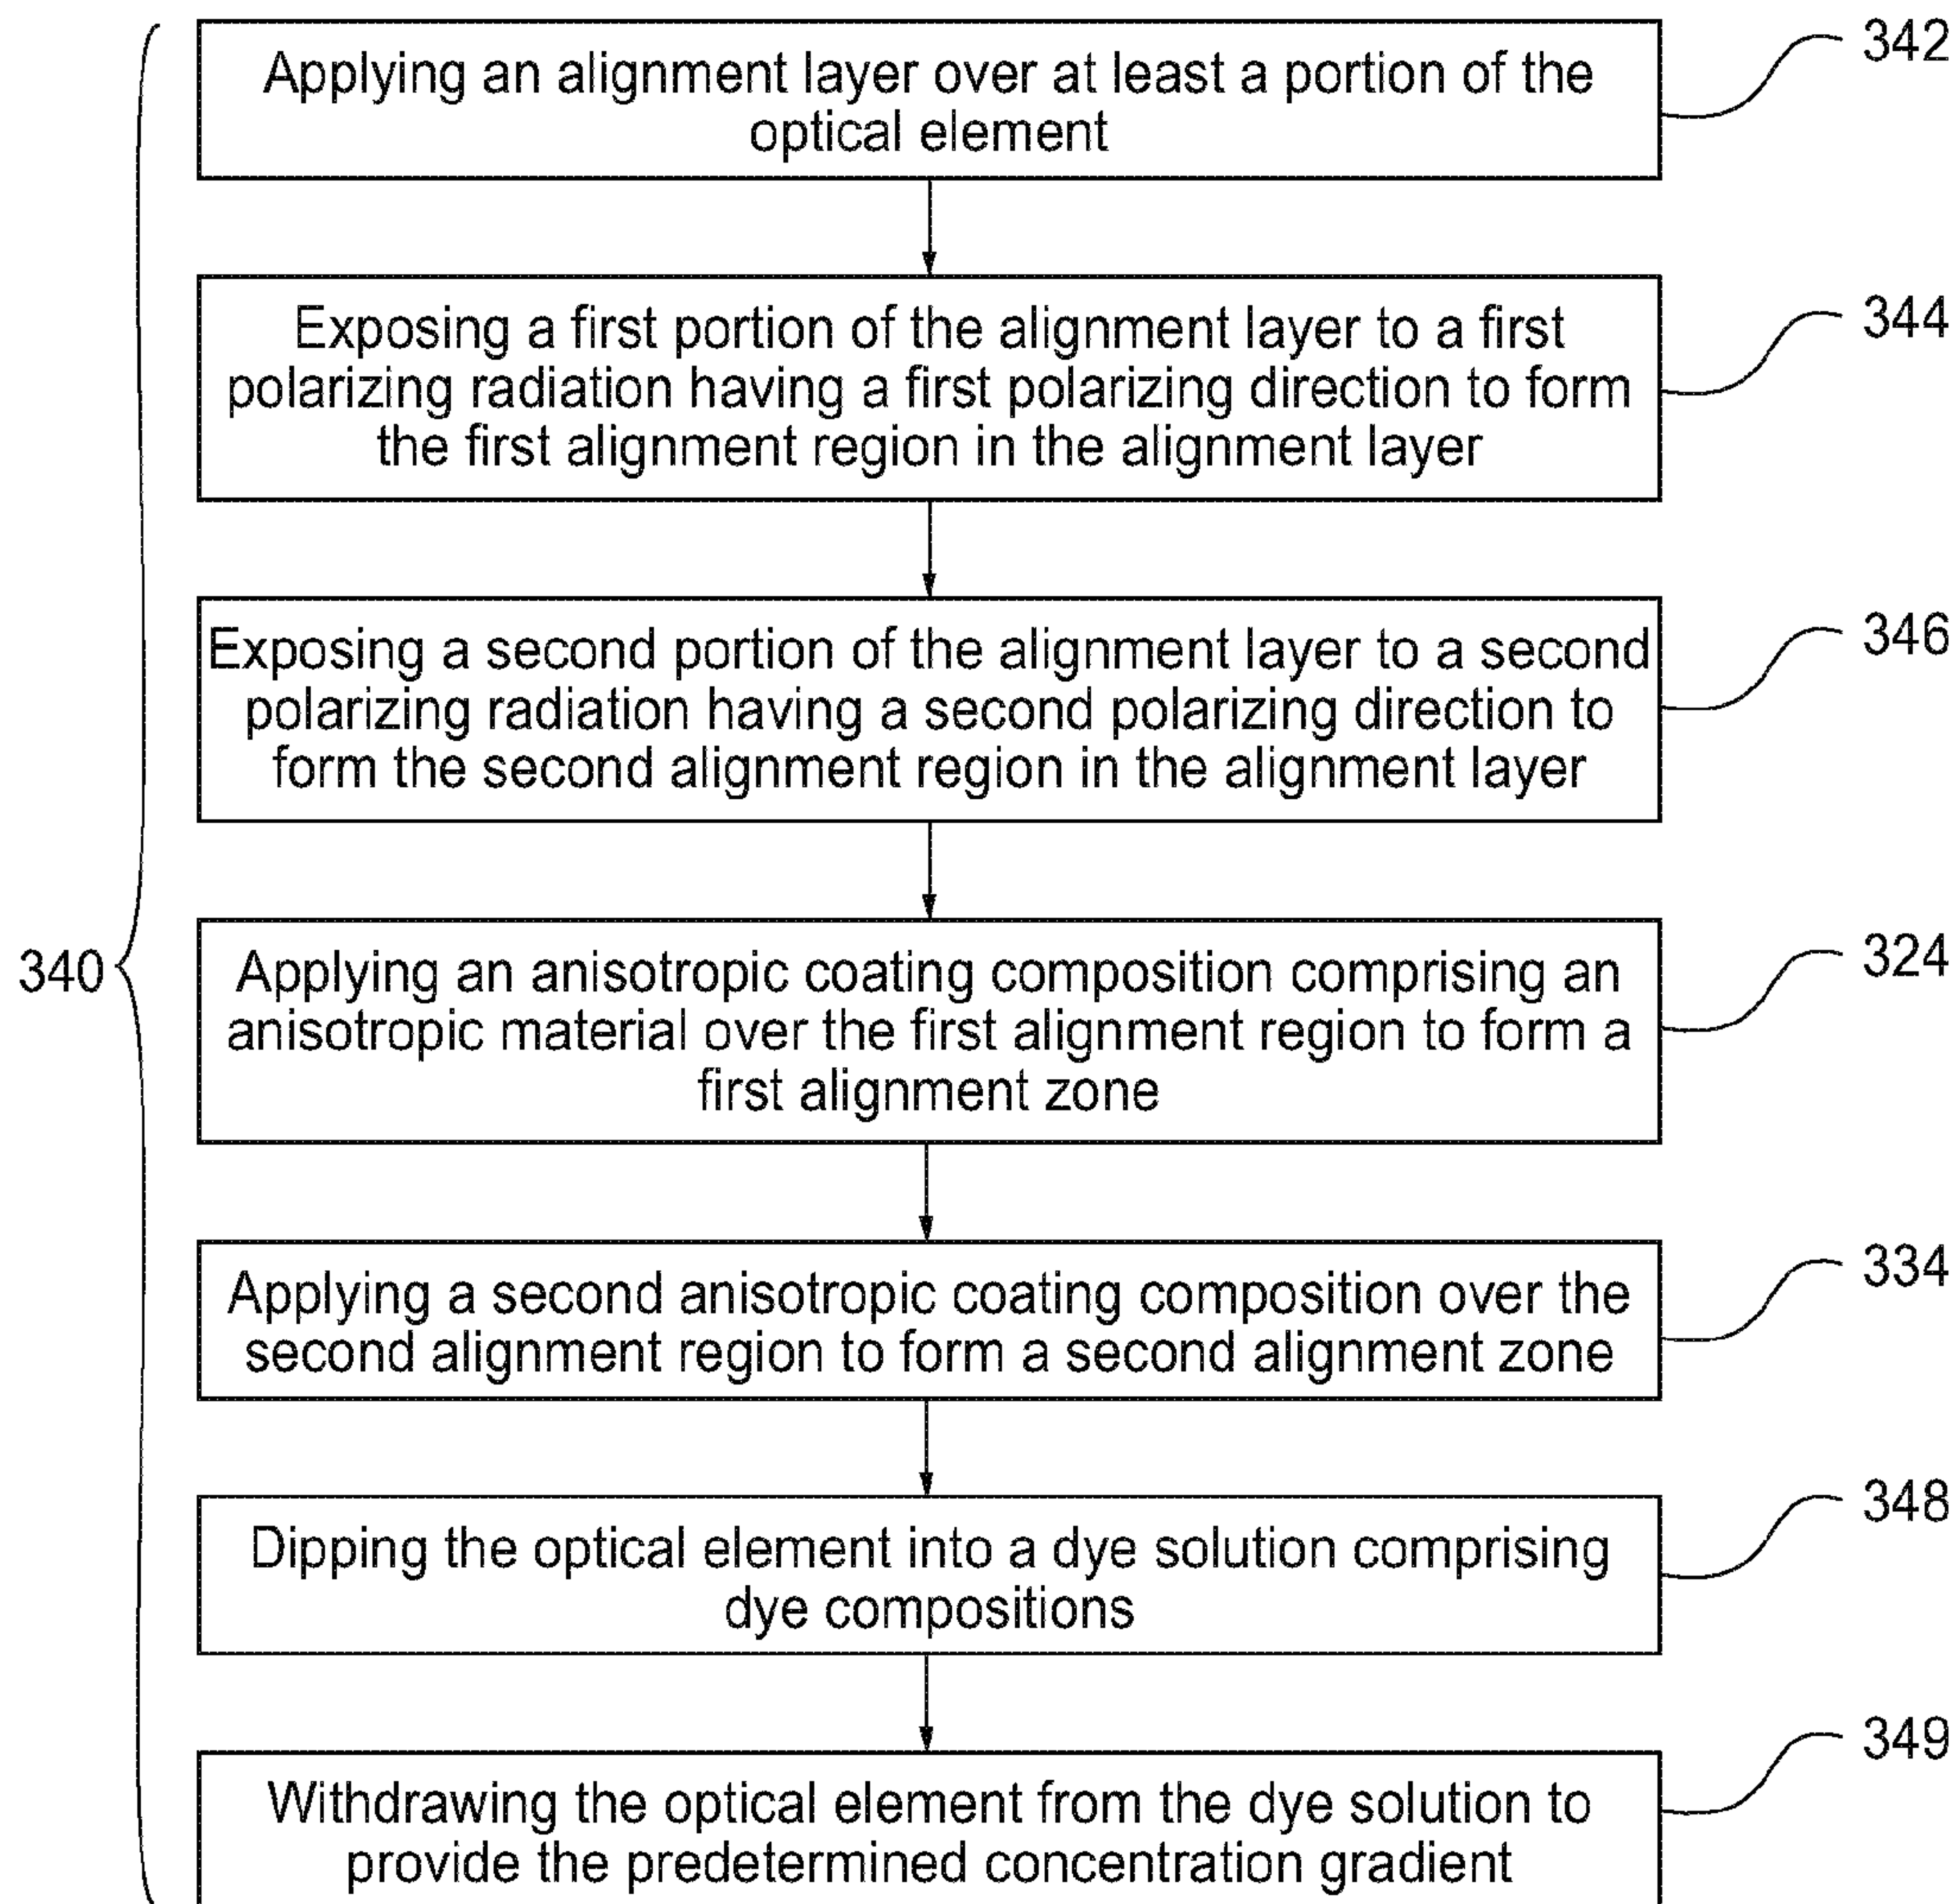 Applying an alignment layer over at least a portion of the
optical element
342
Exposing a first portion of the alignment layer to a first
polarizing radiation having a first polarizing direction to form
the first alignment region in the alignment layer
344
Exposing a second portion of the alignment layer to a second
polarizing radiation having a second polarizing direction to
form the second alignment region in the alignment layer
346
340
Applying an anisotropic coating composition comprising an
anisotropic material over the first alignment region to form a
first alignment zone
324
Applying a second anisotropic coating composition over the
second alignment region to form a second alignment zone
334
Dipping the optical element into a dye solution comprising
dye compositions
348
Withdrawing the optical element from the dye solution to
provide the predetermined concentration gradient
349